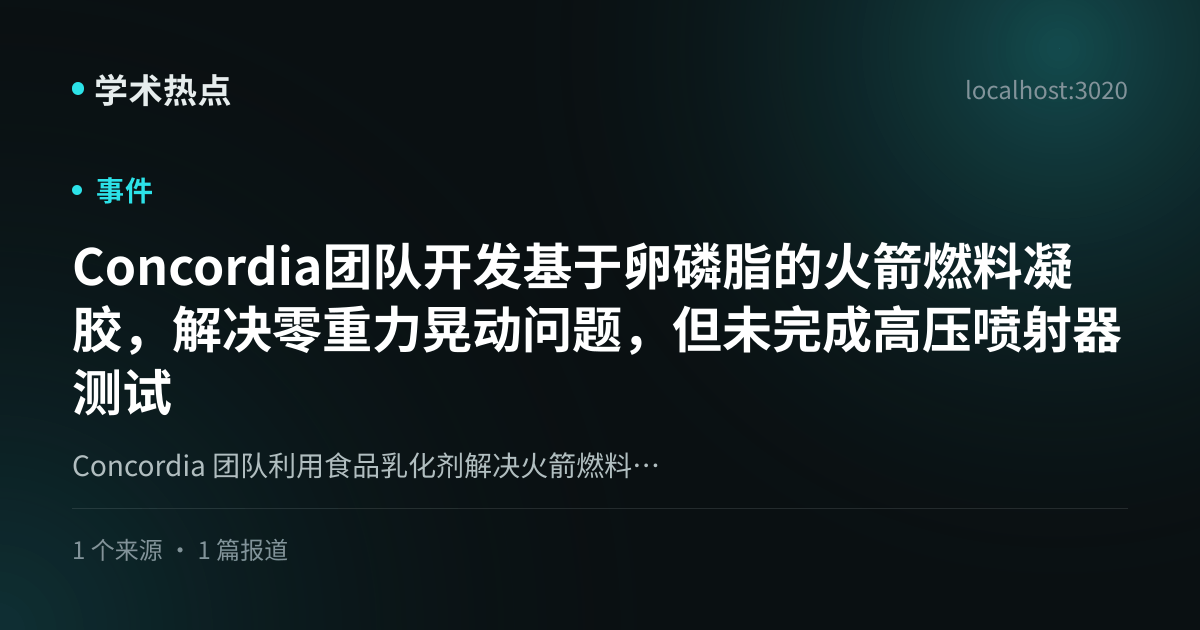 学术热点
localhost:3020
事件
Concordia团队开发基于卵磷脂的火箭燃料凝
胶，解决零重力晃动问题，但未完成高压喷射器
测试
Concordia 团队利用食品乳化剂解决火箭燃料…
1 个来源 · 1 篇报道